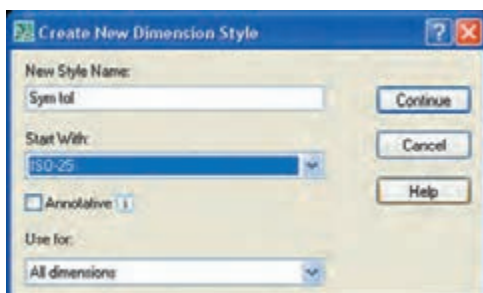 Create New Dimension Style
New Style Name:
Sym tol
Continue
Start With:
ISO-25
Cancel
Annotative
Help
Use for:
All dimensions